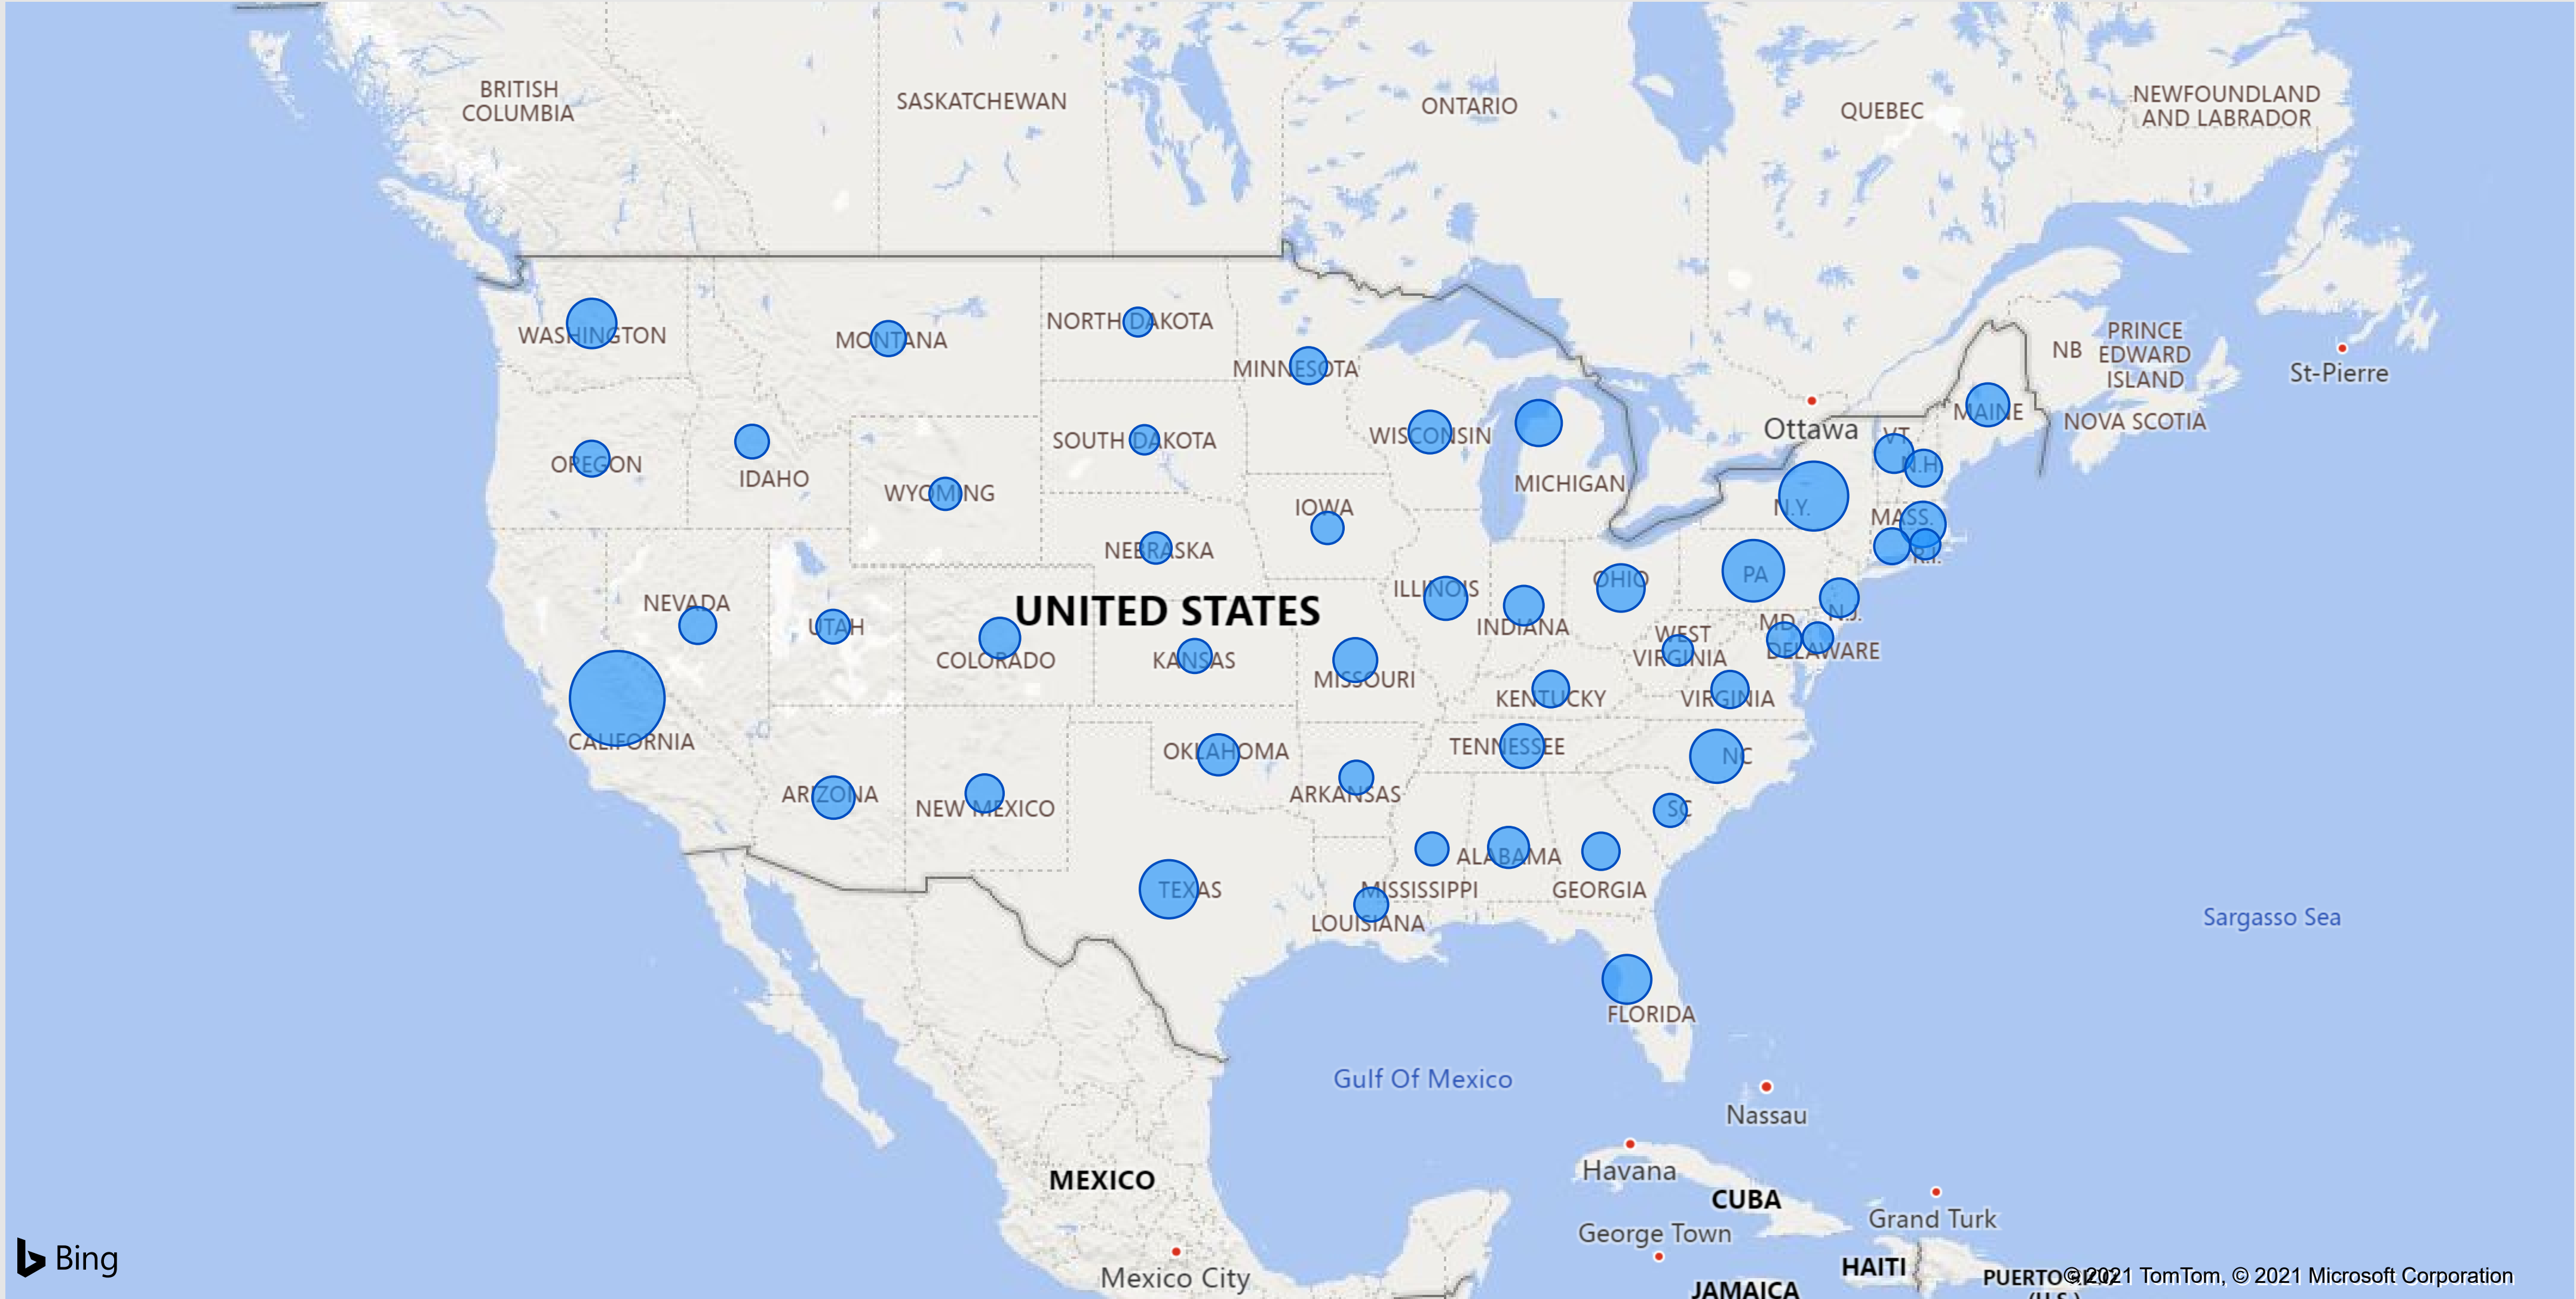 BRITISH
COLUMBIA
SASKATCHEWAN
ONTARIO
QUEBEC
NEWFOUNDLAND
AND LABRADOR
WASHINGTON
MONTANA
NORTH DAKOTA
MINNESOTA
NB
PRINCE
EDWARD
ISLAND
St-Pierre
MAINE
NOVA SCOTIA
Ottawa
VT
N.H.
OREGON
IDAHO
SOUTH DAKOTA
WISCONSIN
MICHIGAN
WYOMING
IOWA
N.Y.
MASS.
R.I.
NEBRASKA
ILLINOIS
OHIO
PA
NEVADA
UTAH
UNITED STATES
INDIANA
N.J.
MD
WEST
VIRGINIA
DELAWARE
COLORADO
KANSAS
MISSOURI
KENTUCKY
VIRGINIA
CALIFORNIA
OKLAHOMA
TENNESSEE
NC
ARIZONA
NEW MEXICO
ARKANSAS
SC
ALABAMA
TEXAS
MISSISSIPPI
GEORGIA
LOUISIANA
Sargasso Sea
FLORIDA
Gulf Of Mexico
Nassau
MEXICO
Havana
CUBA
George Town
Grand Turk
Mexico City
HAITI
JAMAICA
PUERTO RICO
(U.S.)
Bing
© 2021 TomTom, © 2021 Microsoft Corporation